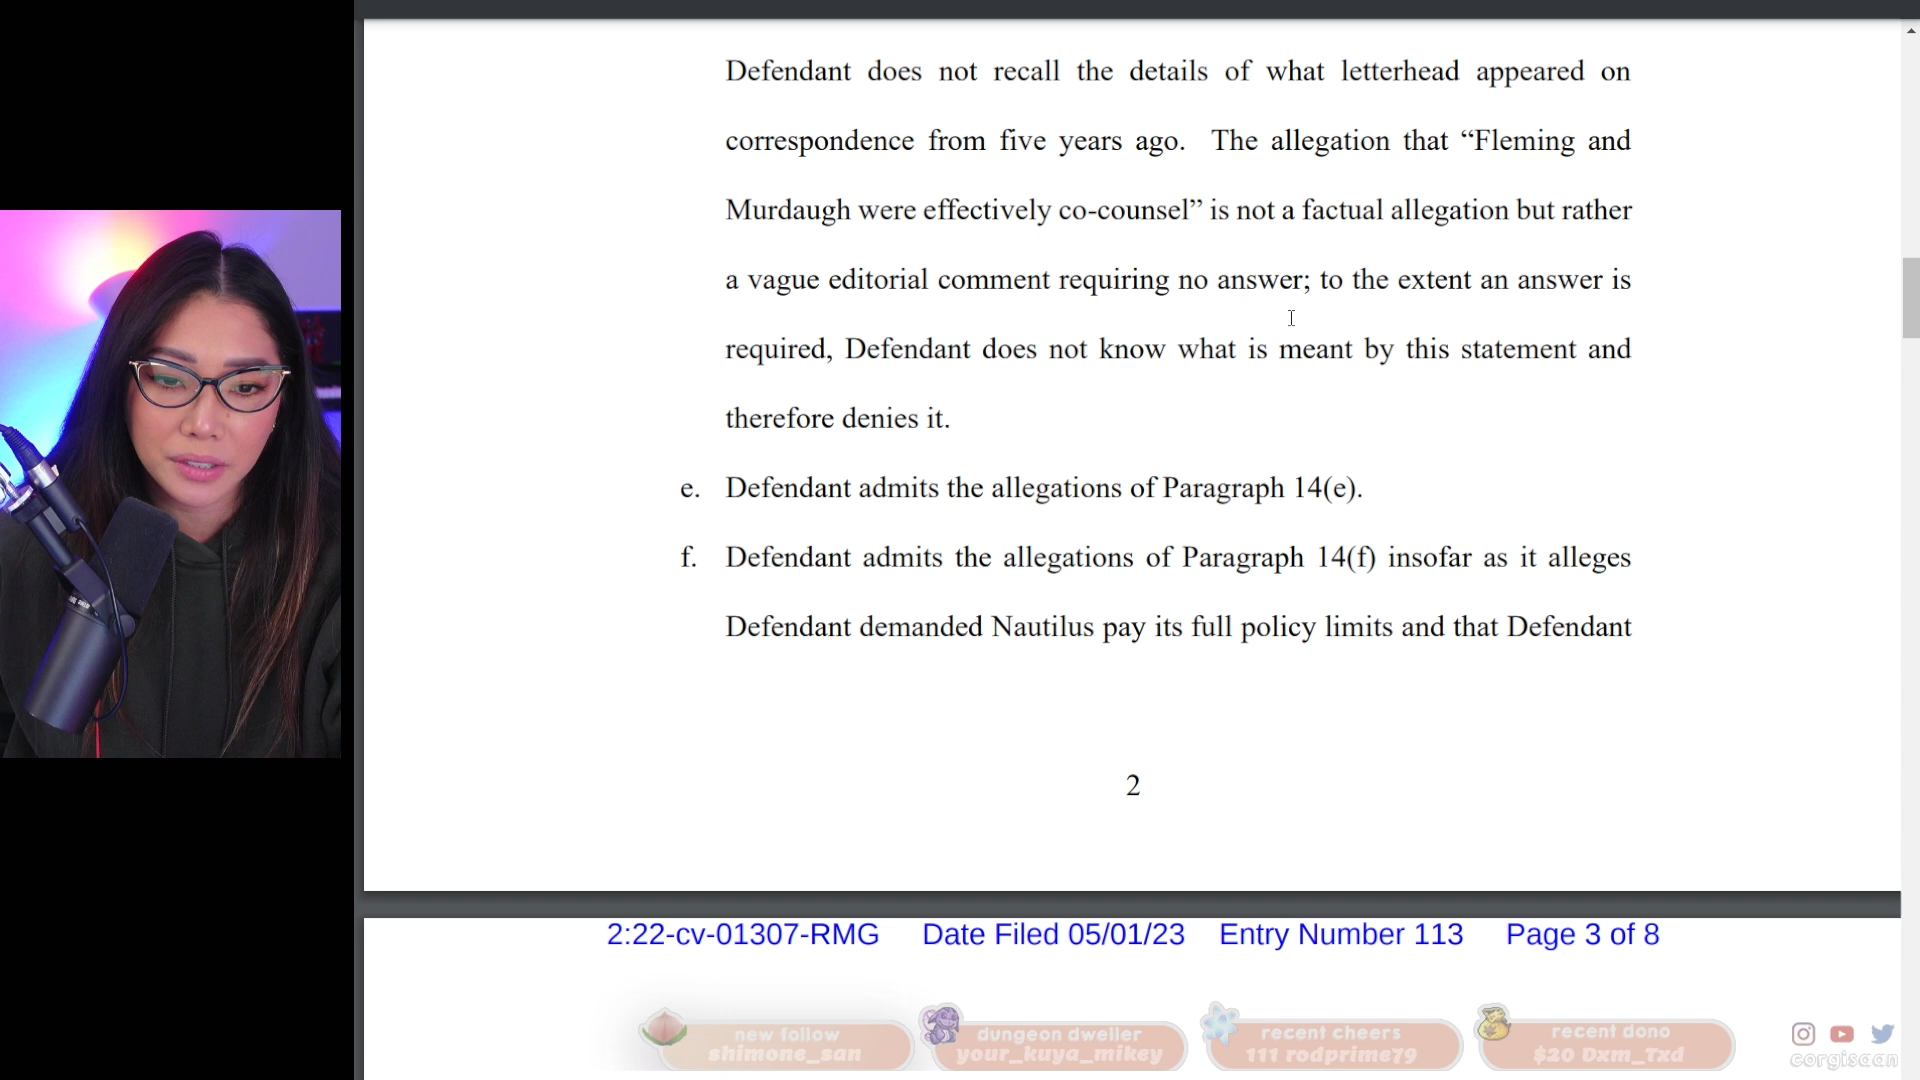 Defendant does not recall the details of what letterhead appeared on
correspondence from five years ago. The allegation that “Fleming and
Murdaugh were effectively co-counsel” is not a factual allegation but rather
a vague editorial comment requiring no answer; to the extent an answer is
required, Defendant does not know what is meant by this statement and
therefore denies it.
e. Defendant admits the allegations of Paragraph 14(e).
f. Defendant admits the allegations of Paragraph 14(f) insofar as it alleges
Defendant demanded Nautilus pay its full policy limits and that Defendant
2
2:22-cv-01307-RMG Date Filed 05/01/23 Entry Number 113 Page 3 of 8
new follow
shimone_san
dungeon dweller
your_kuya_mikey
recent cheers
111 rodprime79
recent dono
$20 Dxm_Txd
corgisaan